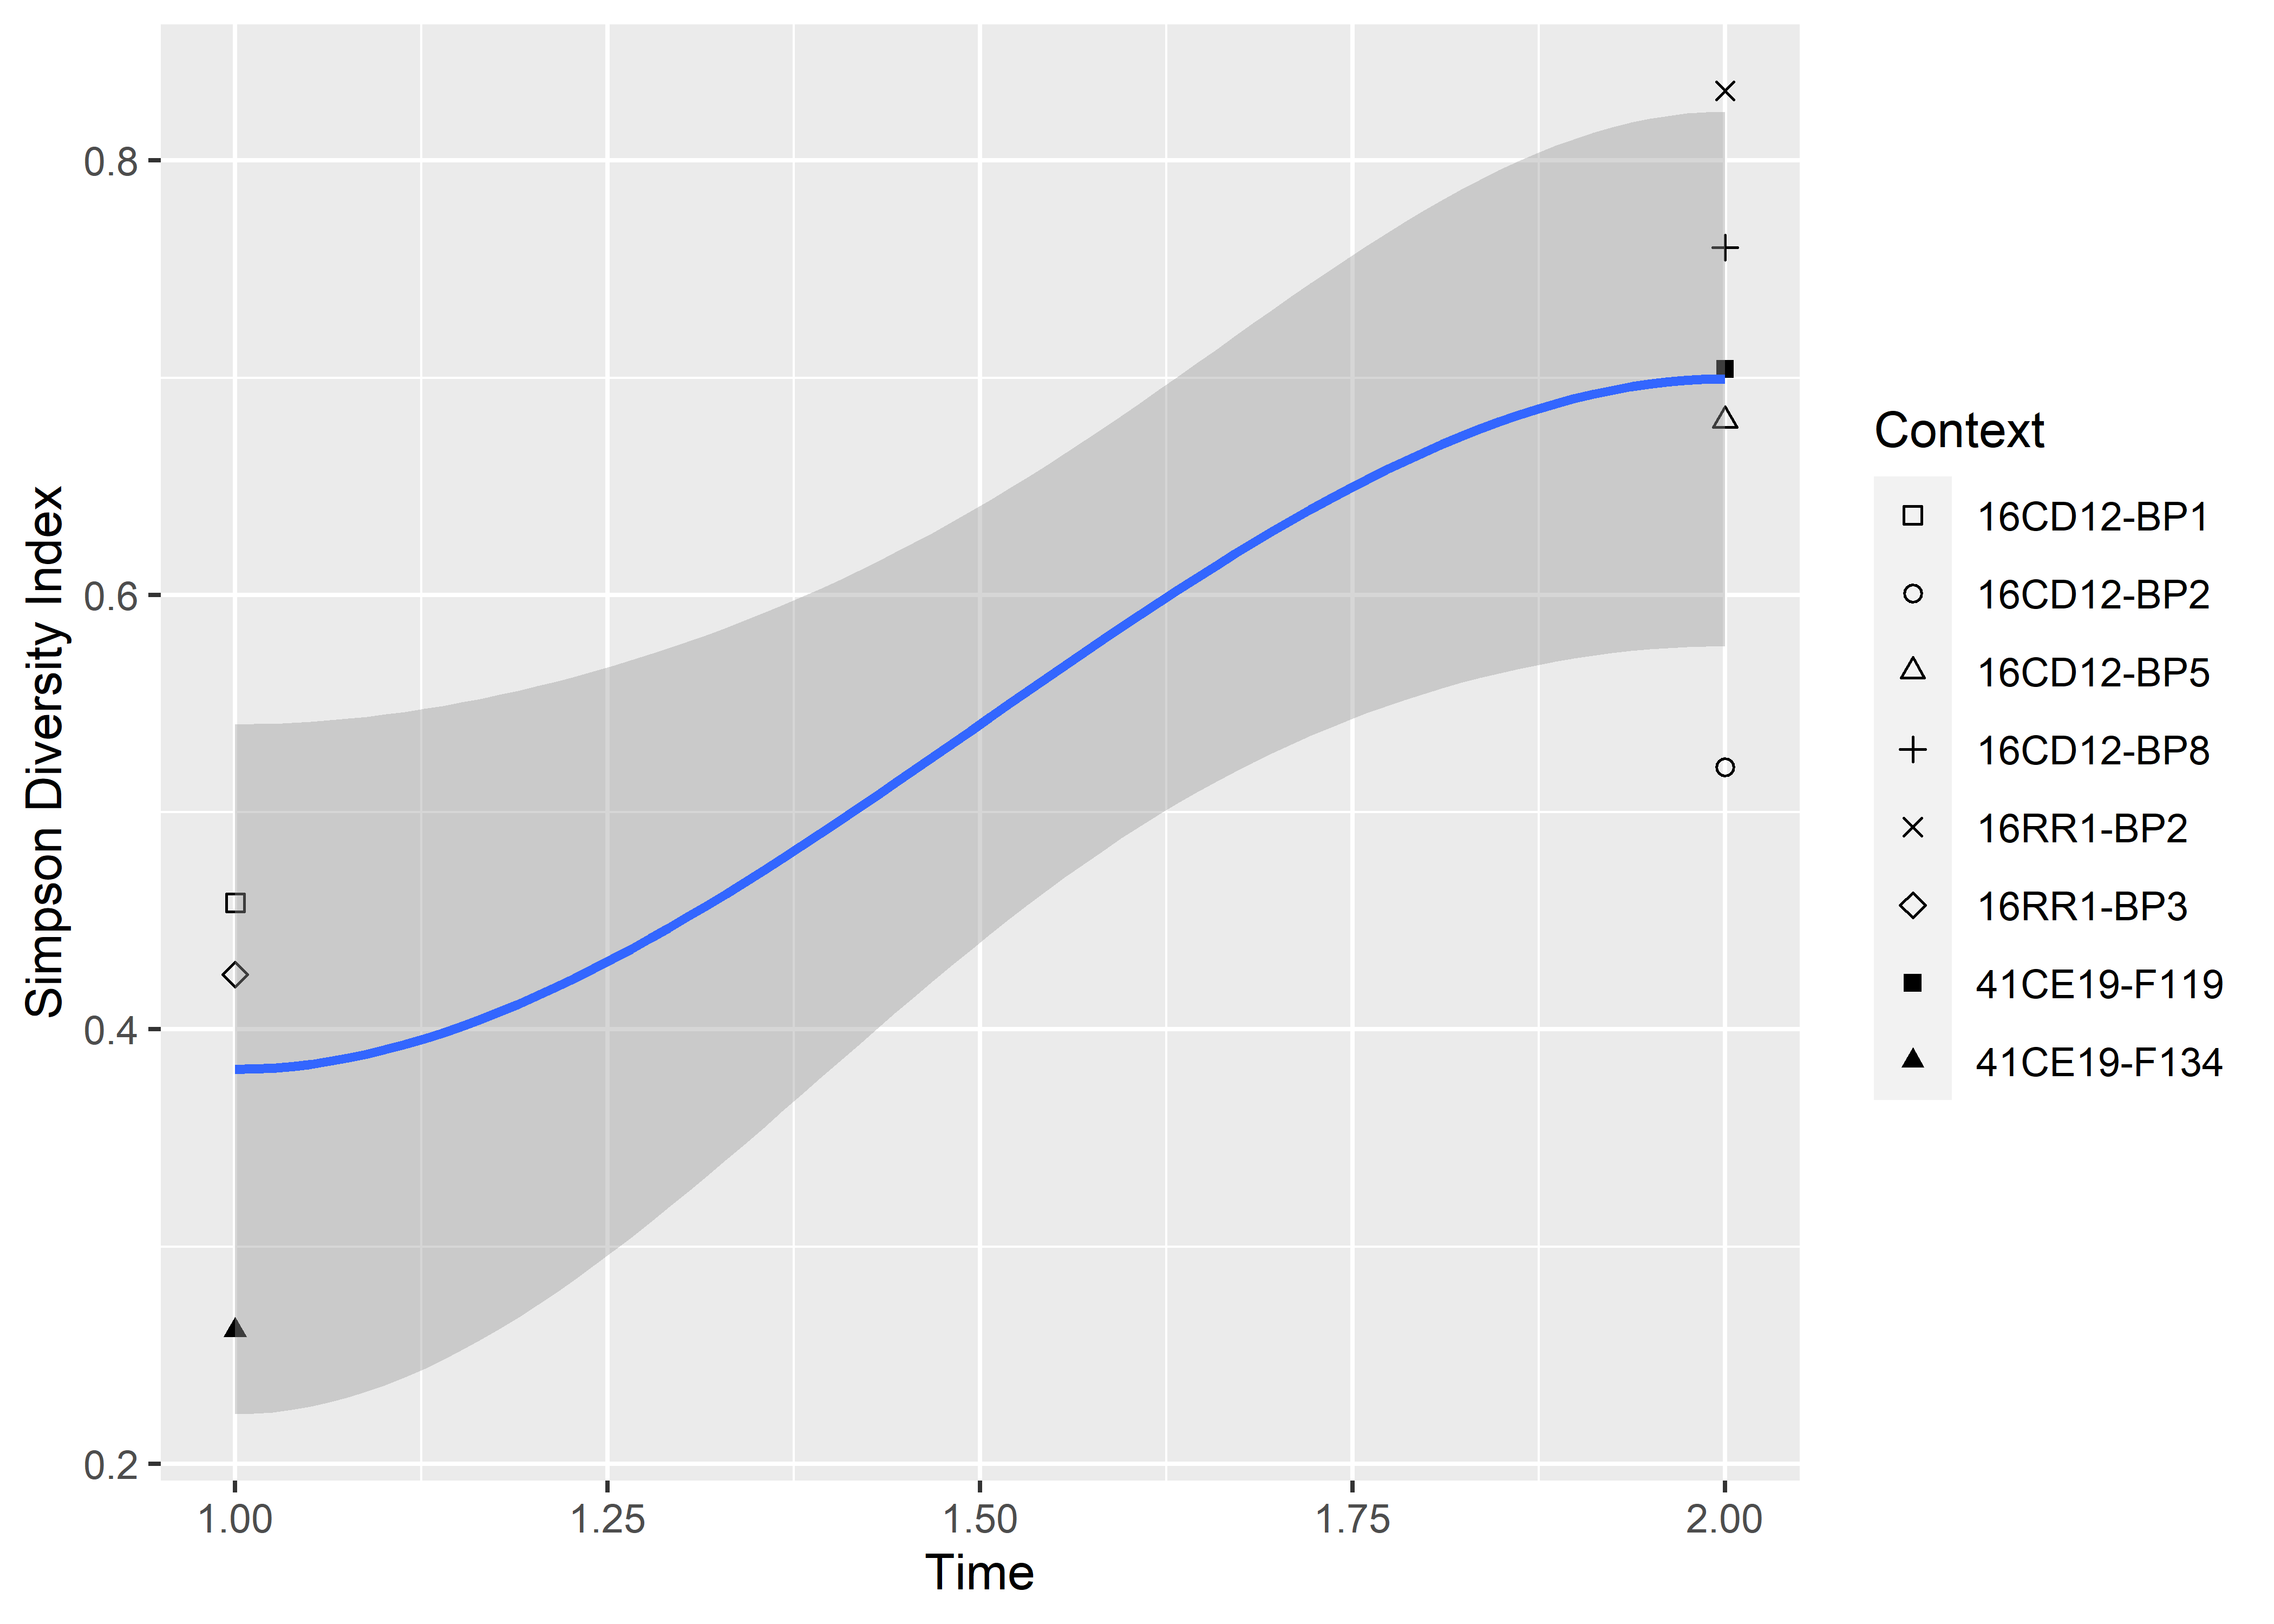 Simpson Diversity Index
0.8
0.6
0.4
0.2
1.00
1.25
1.50
1.75
2.00
Time
Context
16CD12-BP1
16CD12-BP2
16CD12-BP5
16CD12-BP8
16RR1-BP2
16RR1-BP3
41CE19-F119
41CE19-F134